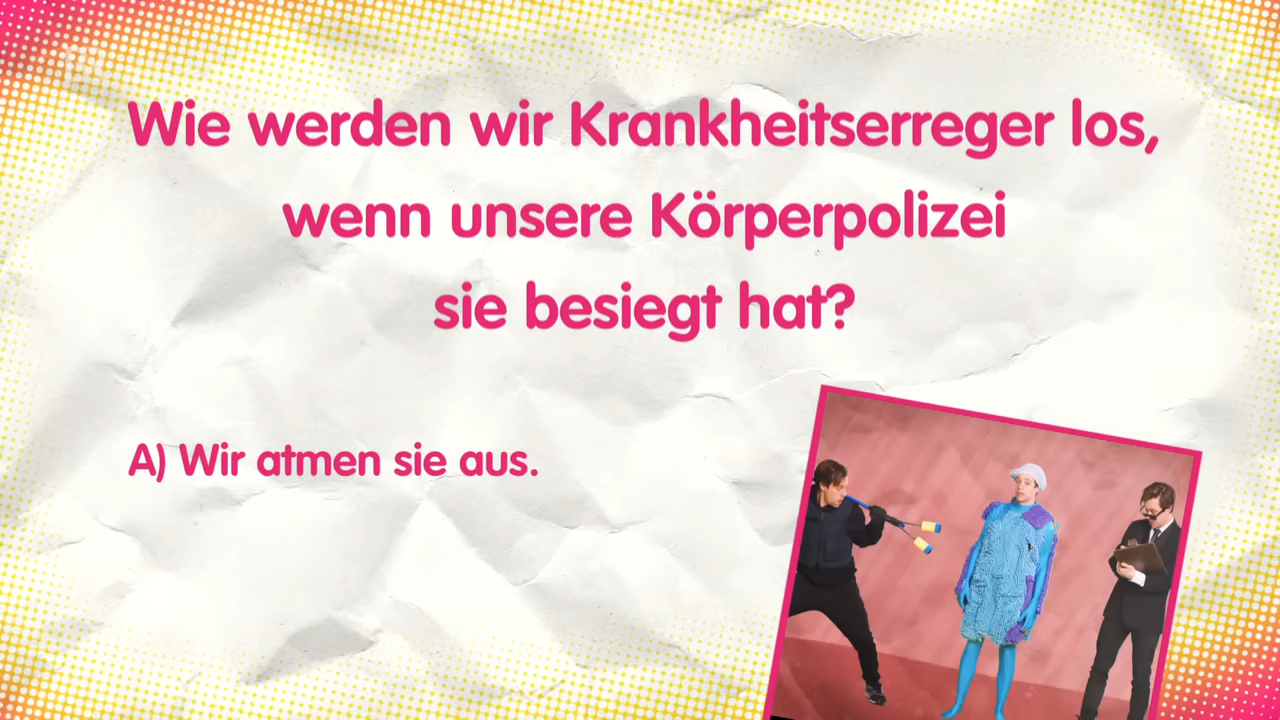 Wie werden wir Krankheitserreger los,
wenn unsere Körperpolizei
sie besiegt hat?
A) Wir atmen sie aus.